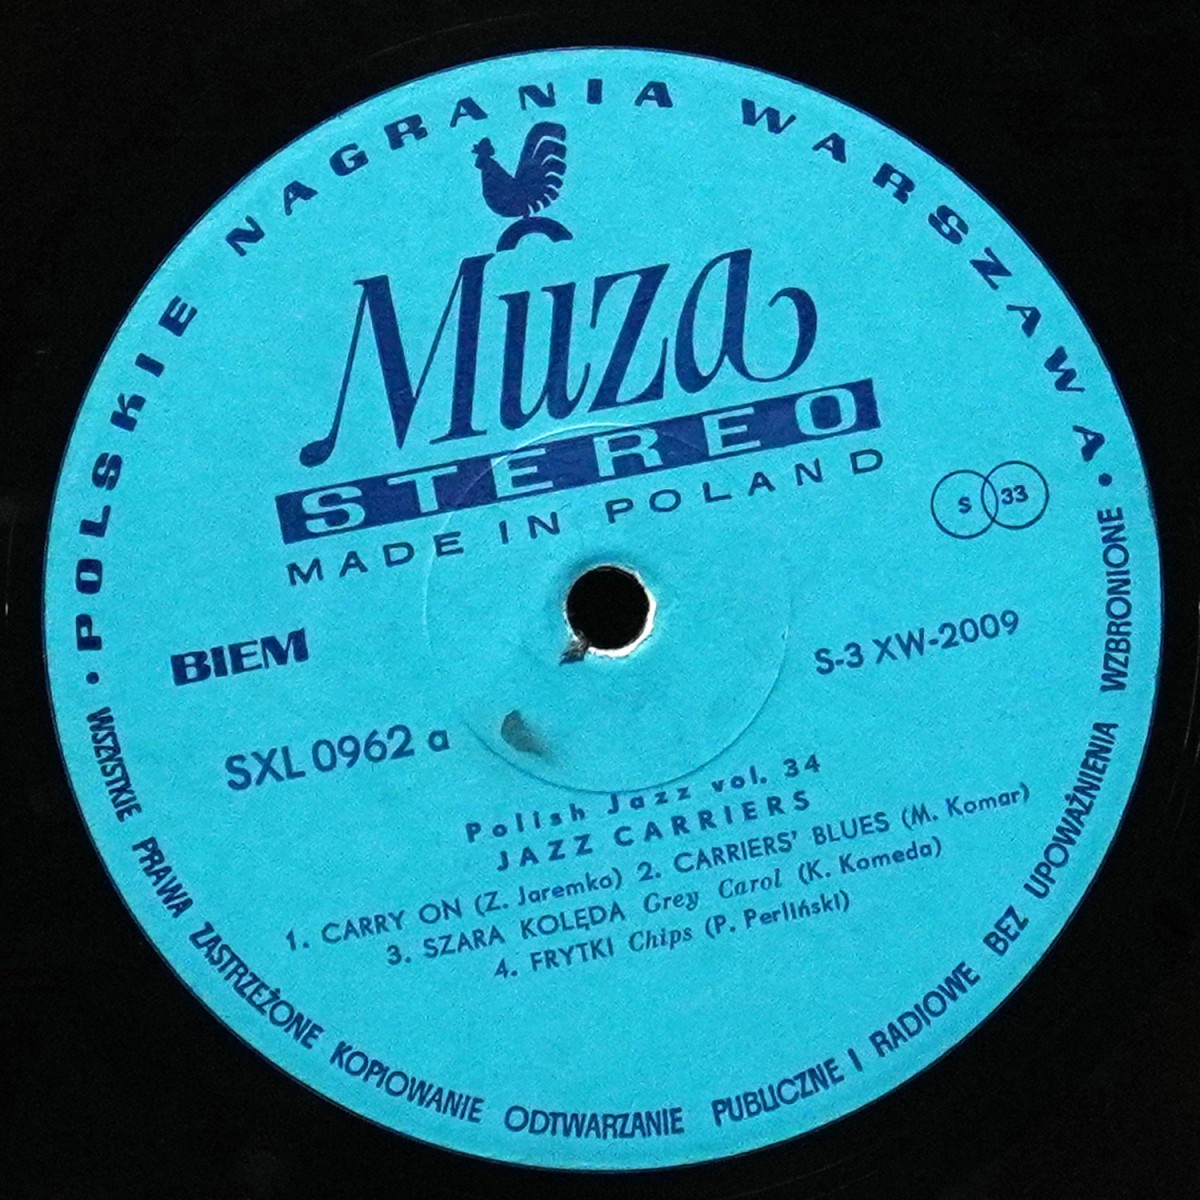 • POLSKIE NAGRANIA WARSZAWA •
Muza
STEREO
MADE IN POLAND
S 33
BIEM
S-3 XW-2009
SXL 0962 a
Polish Jazz vol. 34
JAZZ CARRIERS
1. CARRY ON (Z. Jaremko) 2. CARRIERS' BLUES (M. Komar)
3. SZARA KOLĘDA Grey Carol (K. Komeda)
4. FRYTKI Chips (P. Perliński)
WSZYSTKIE PRAWA ZASTRZEŻONE KOPIOWANIE ODTWARZANIE PUBLICZNE I RADIOWE BEZ UPOWAŻNIENIA WZBRONIONE